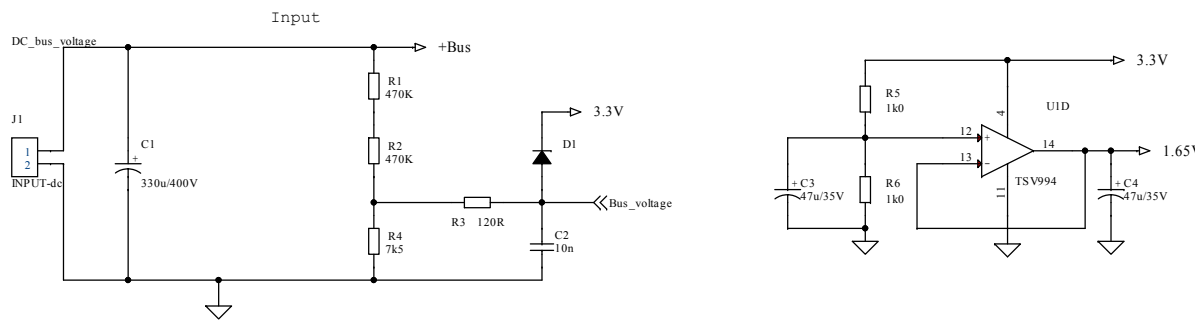 Input
DC_bus_voltage
+Bus
R1
470K
J1
1
2
INPUT-dc
C1
+
330u/400V
R2
470K
3.3V
D1
R3 120R
Bus_voltage
R4
7k5
C2
10n
3.3V
R5
1k0
4
U1D
12
+
13
−
14
1.65V
TSV994
11
+
C3
47u/35V
R6
1k0
+
C4
47u/35V